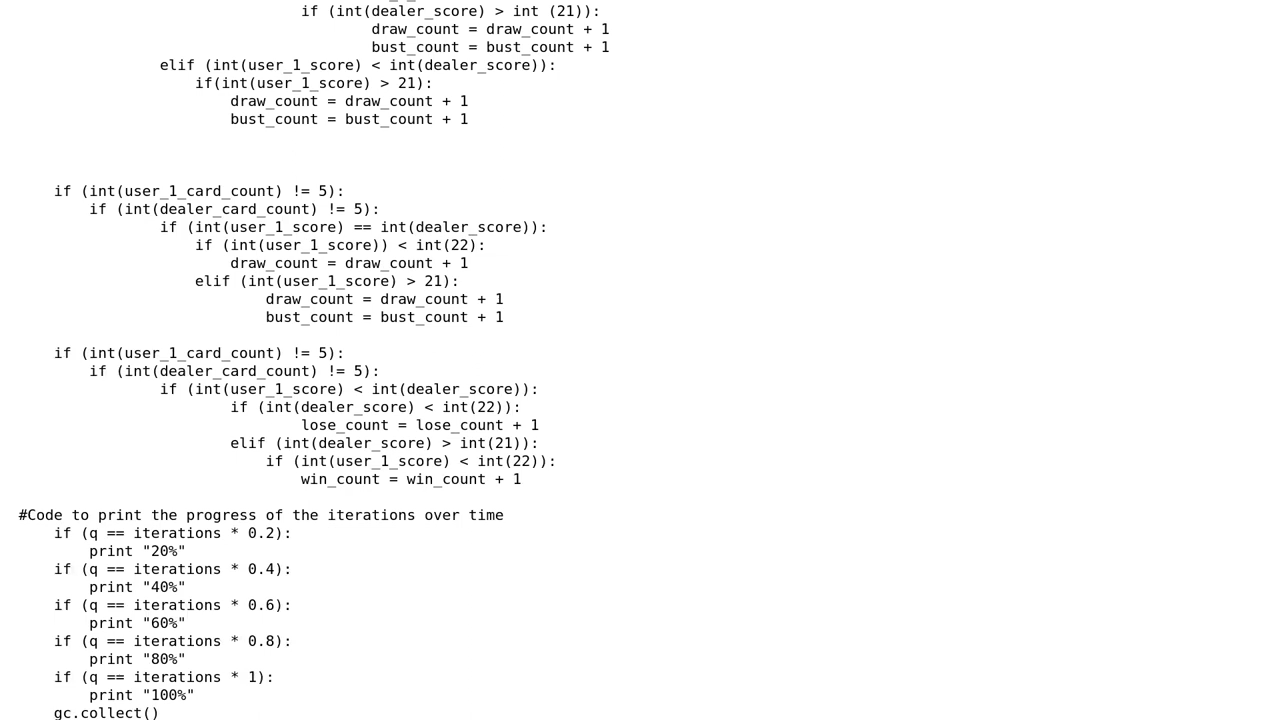 if (int(dealer_score) > int (21)):
draw_count = draw_count + 1
bust_count = bust_count + 1
elif (int(user_1_score) < int(dealer_score)):
if(int(user_1_score) > 21):
draw_count = draw_count + 1
bust_count = bust_count + 1
if (int(user_1_card_count) != 5):
if (int(dealer_card_count) != 5):
if (int(user_1_score) == int(dealer_score)):
if (int(user_1_score)) < int(22):
draw_count = draw_count + 1
elif (int(user_1_score) > 21):
draw_count = draw_count + 1
bust_count = bust_count + 1
if (int(user_1_card_count) != 5):
if (int(dealer_card_count) != 5):
if (int(user_1_score) < int(dealer_score)):
if (int(dealer_score) < int(22)):
lose_count = lose_count + 1
elif (int(dealer_score) > int(21)):
if (int(user_1_score) < int(22)):
win_count = win_count + 1
#Code to print the progress of the iterations over time
if (q == iterations * 0.2):
print "20%"
if (q == iterations * 0.4):
print "40%"
if (q == iterations * 0.6):
print "60%"
if (q == iterations * 0.8):
print "80%"
if (q == iterations * 1):
print "100%"
gc.collect()